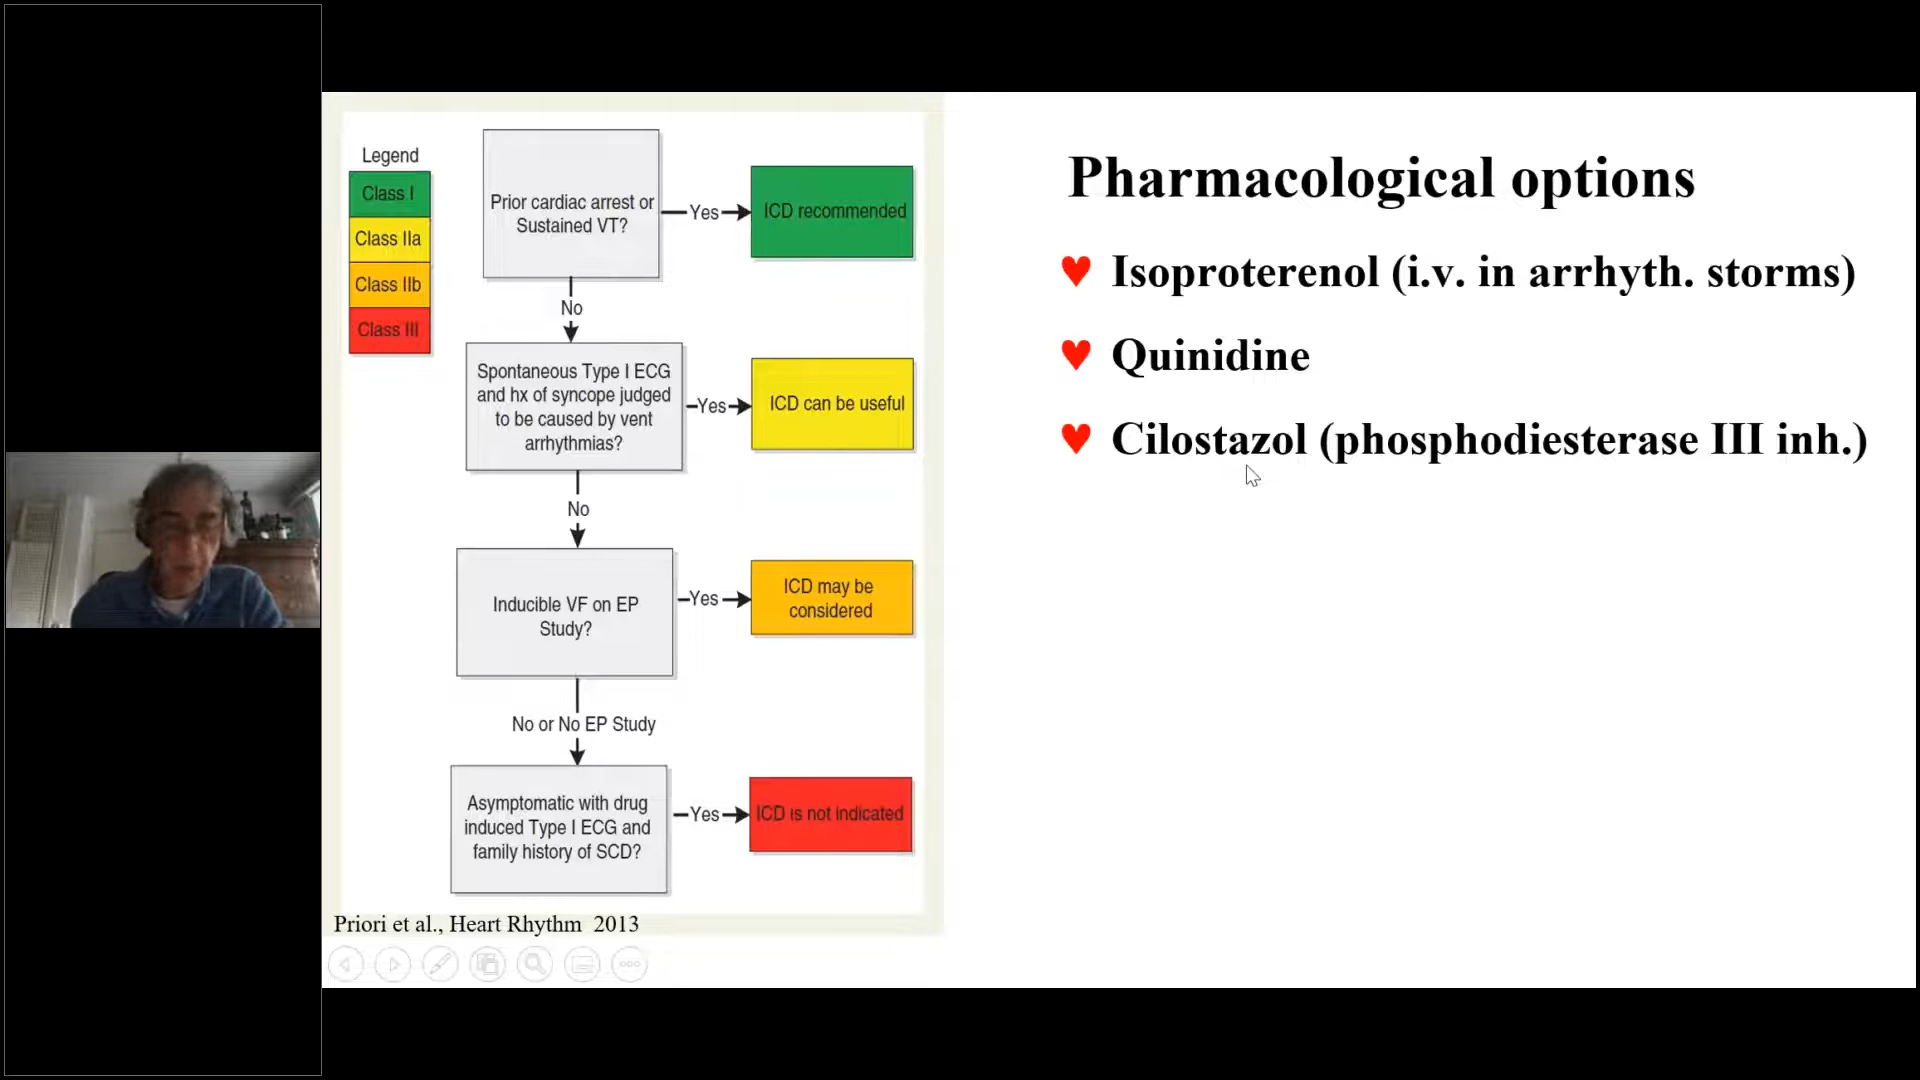 Legend
Class I
Class IIa
Class IIb
Class III
Prior cardiac arrest or
Sustained VT?
Yes
ICD recommended
No
Spontaneous Type I ECG
and hx of syncope judged
to be caused by vent
arrhythmias?
Yes
ICD can be useful
No
Inducible VF on EP
Study?
Yes
ICD may be
considered
No or No EP Study
Asymptomatic with drug
induced Type I ECG and
family history of SCD?
Yes
ICD is not indicated
Priori et al., Heart Rhythm 2013
Pharmacological options
Isoproterenol (i.v. in arrhyth. storms)
Quinidine
Cilostazol (phosphodiesterase III inh.)